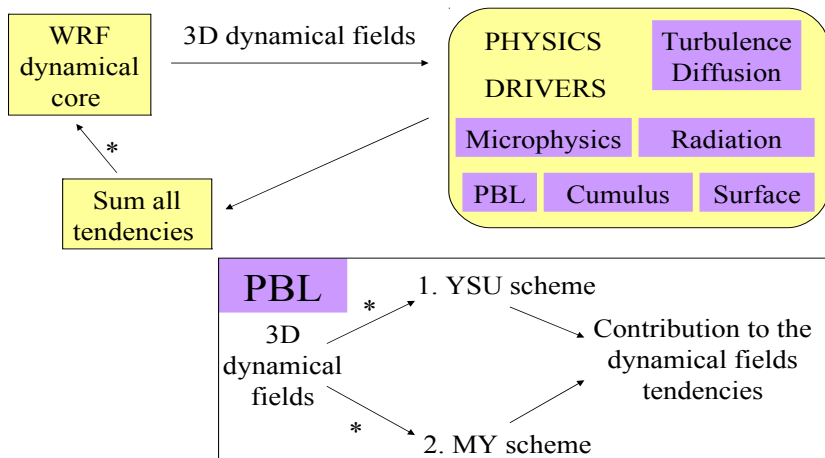 WRF
dynamical
core
3D dynamical fields
PHYSICS
DRIVERS
Turbulence
Diffusion
Microphysics
Radiation
PBL
Cumulus
Surface
*
Sum all
tendencies
PBL
3D
dynamical
fields
*
1. YSU scheme
*
2. MY scheme
Contribution to the
dynamical fields
tendencies